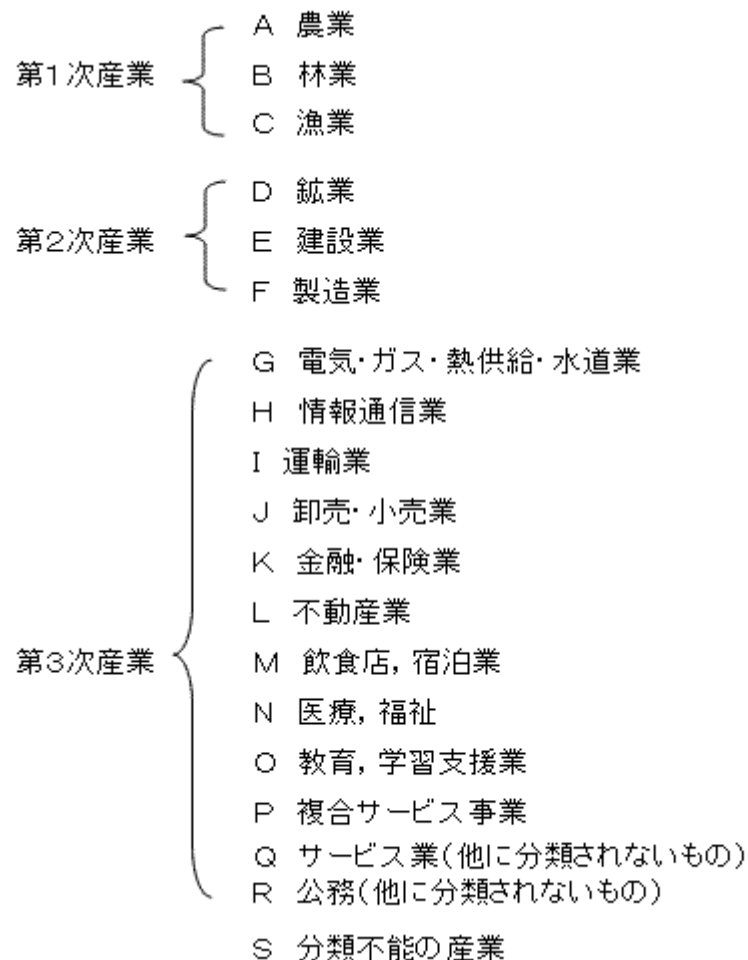 第1次産業
A 農業
B 林業
C 漁業
第2次産業
D 鉱業
E 建設業
F 製造業
第3次産業
G 電気・ガス・熱供給・水道業
H 情報通信業
I 運輸業
J 卸売・小売業
K 金融・保険業
L 不動産業
M 飲食店,宿泊業
N 医療,福祉
O 教育,学習支援業
P 複合サービス事業
Q サービス業(他に分類されないもの)
R 公務(他に分類されないもの)
S 分類不能の産業